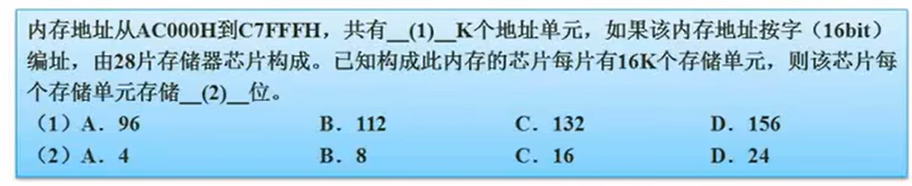 内存地址从AC000H到C7FFFH，共有__(1)__K个地址单元，如果该内存地址按字（16bit）
编址，由28片存储器芯片构成。已知构成此内存的芯片每片有16K个存储单元，则该芯片每
个存储单元存储__(2)__位。
（1）A．96 B．112 C．132 D．156
（2）A．4 B．8 C．16 D．24